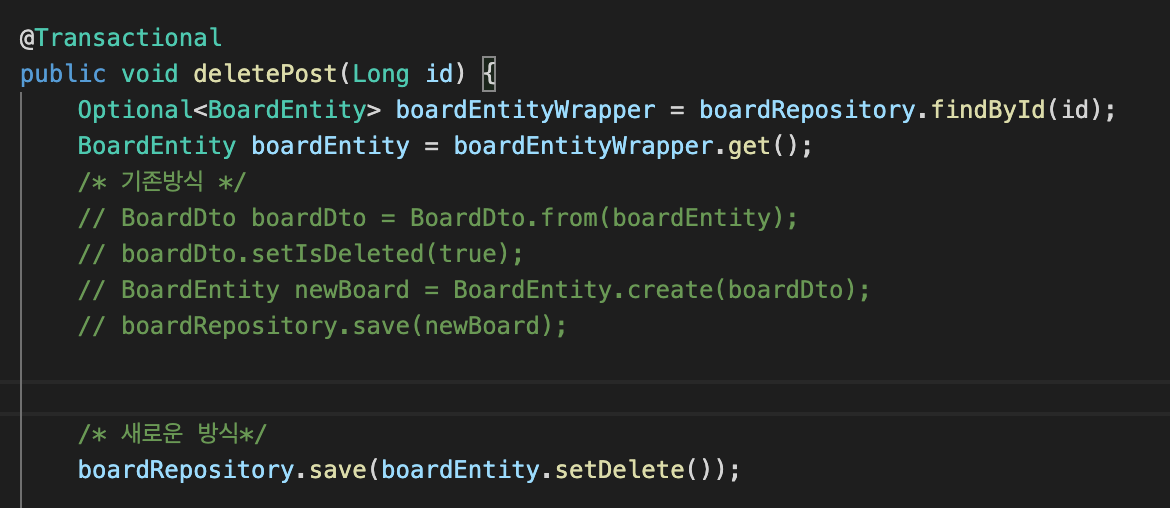 @Transactional
public void deletePost(Long id) {
Optional<BoardEntity> boardEntityWrapper = boardRepository.findById(id);
BoardEntity boardEntity = boardEntityWrapper.get();
/* 기존방식 */
// BoardDto boardDto = BoardDto.from(boardEntity);
// boardDto.setIsDeleted(true);
// BoardEntity newBoard = BoardEntity.create(boardDto);
// boardRepository.save(newBoard);
/* 새로운 방식*/
boardRepository.save(boardEntity.setDelete());